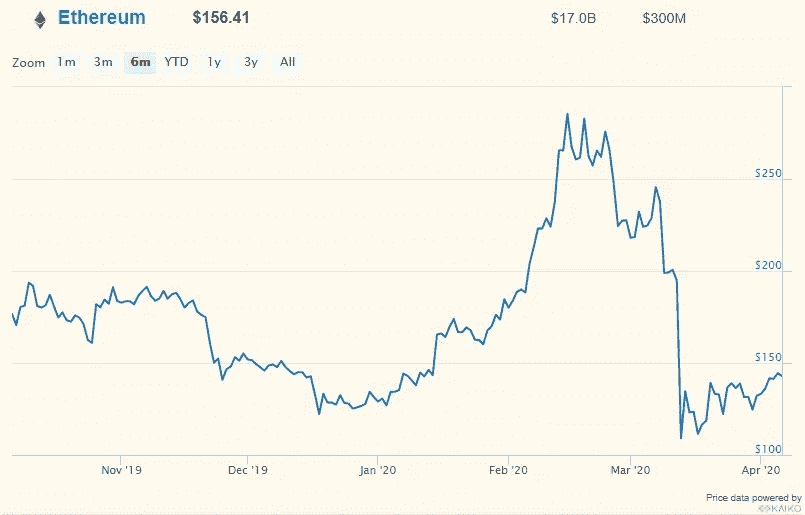 Ethereum $156.41 $17.0B $300M
Zoom 1m 3m 6m YTD 1y 3y All
$250
$200
$150
$100
Nov '19 Dec '19 Jan '20 Feb '20 Mar '20 Apr '20
Price data powered by
KAIKO